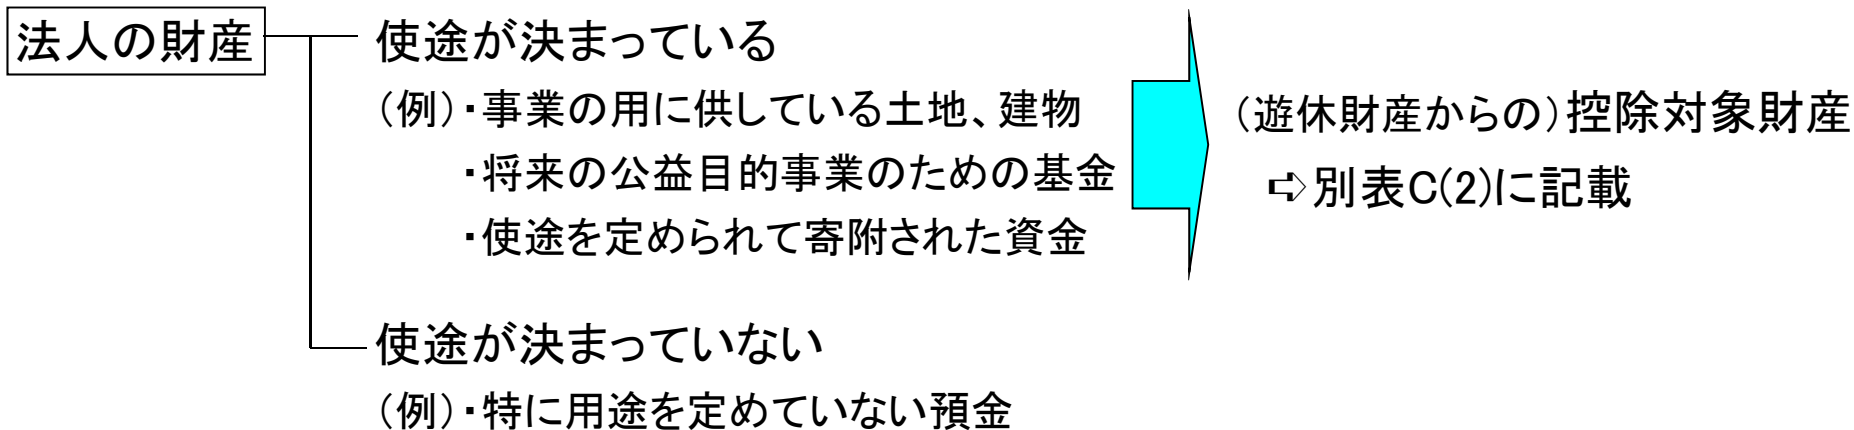 法人の財産
使途が決まっている
（例）・事業の用に供している土地、建物
・将来の公益目的事業のための基金
・使途を定められて寄附された資金
（遊休財産からの）控除対象財産
➪別表C(2)に記載
使途が決まっていない
（例）・特に用途を定めていない預金